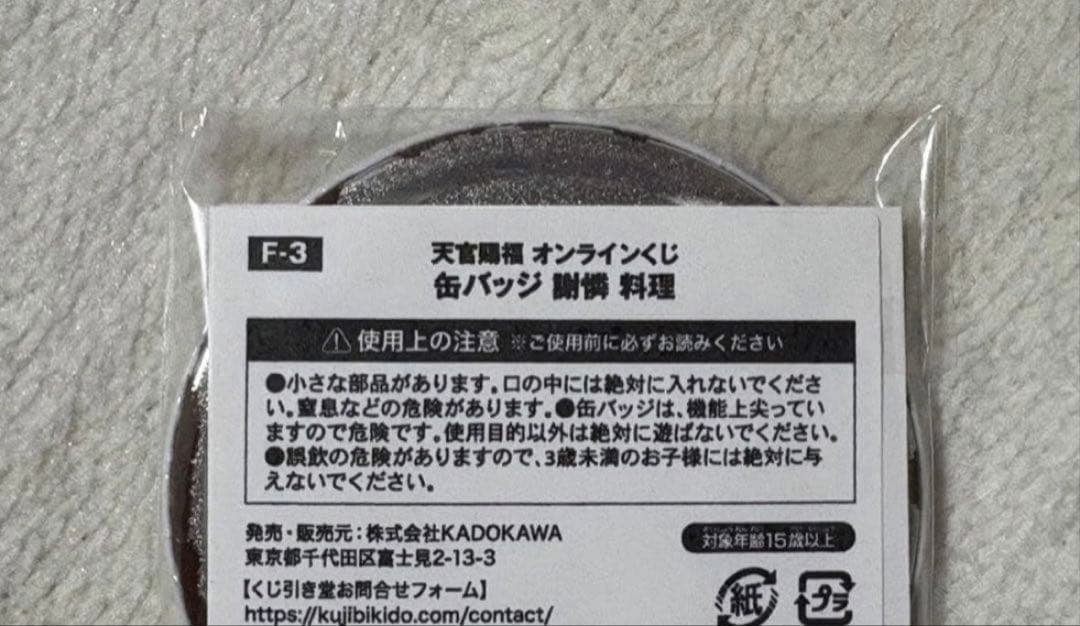 F-3
天官賜福 オンラインくじ
缶バッジ 謝憐 料理
⚠ 使用上の注意 ※ご使用前に必ずお読みください
●小さな部品があります。口の中には絶対に入れないでくださ
い。窒息などの危険があります。●缶バッジは、機能上尖ってい
ますので危険です。使用目的以外は絶対に遊ばないでください。
●誤飲の危険がありますので、3歳未満のお子様には絶対に与
えないでください。
発売・販売元：株式会社KADOKAWA
東京都千代田区富士見2-13-3
対象年齢15歳以上
【くじ引き堂お問合せフォーム】
https://kujibikido.com/contact/
紙
プラ